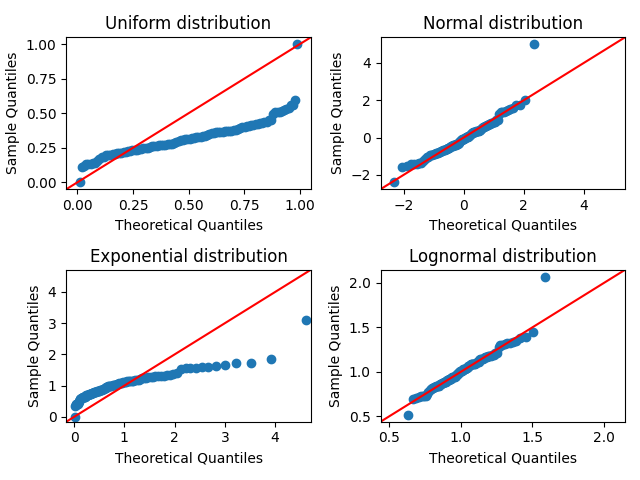 Uniform distribution
1.00
0.75
0.50
0.25
0.00
Sample Quantiles
0.00 0.25 0.50 0.75 1.00
Theoretical Quantiles
Normal distribution
4
2
0
−2
Sample Quantiles
−2 0 2 4
Theoretical Quantiles
Exponential distribution
4
3
2
1
0
Sample Quantiles
0 1 2 3 4
Theoretical Quantiles
Lognormal distribution
2.0
1.5
1.0
0.5
Sample Quantiles
0.5 1.0 1.5 2.0
Theoretical Quantiles